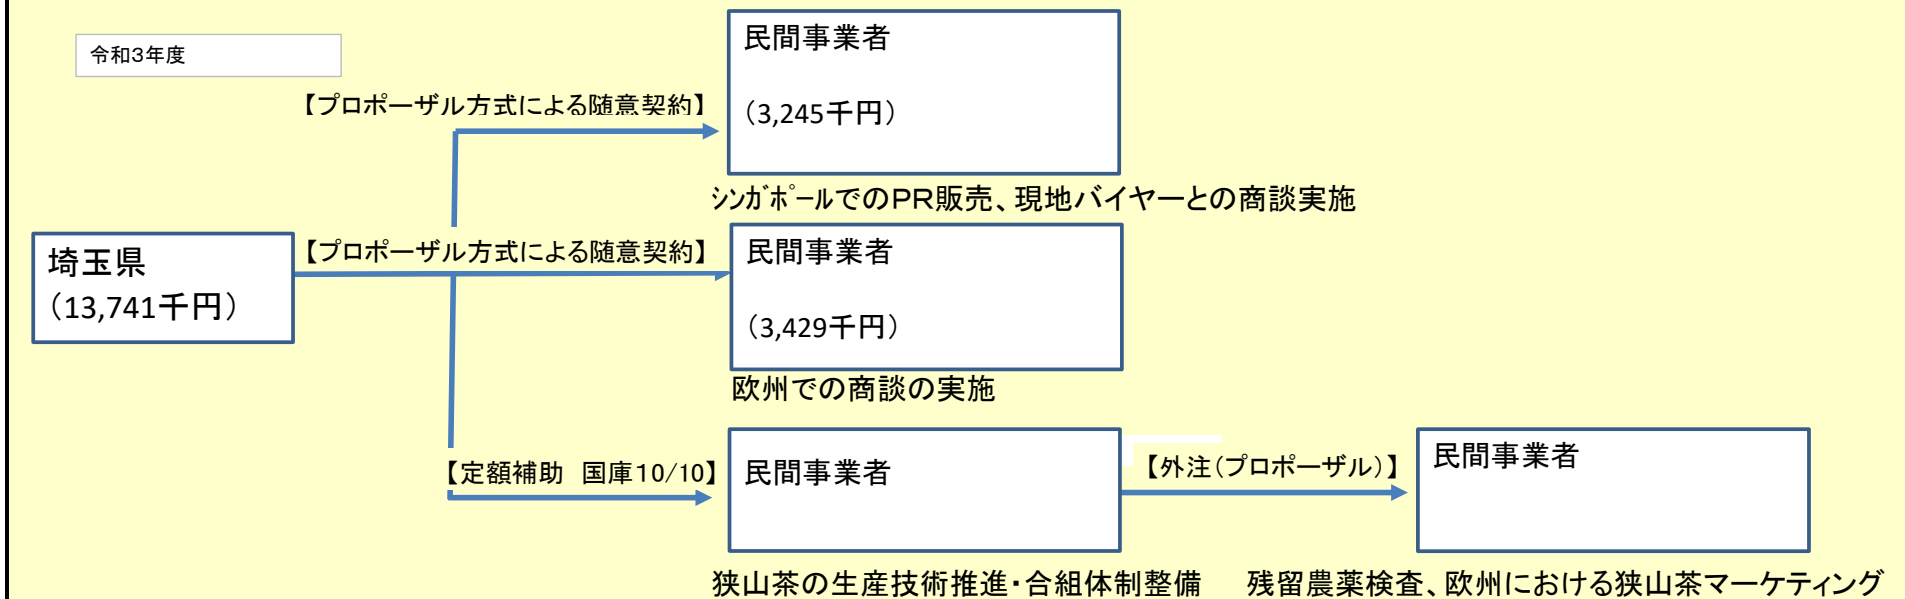 令和3年度
民間事業者
（3,245千円）
【プロポーザル方式による随意契約】
ｼﾝｶﾞﾎﾟｰﾙでのＰＲ販売、現地バイヤーとの商談実施
埼玉県
（13,741千円）
【プロポーザル方式による随意契約】
民間事業者
（3,429千円）
欧州での商談の実施
【定額補助　国庫10/10】
民間事業者
【外注（プロポーザル）】
民間事業者
狭山茶の生産技術推進・合組体制整備
残留農薬検査、欧州における狭山茶マーケティング